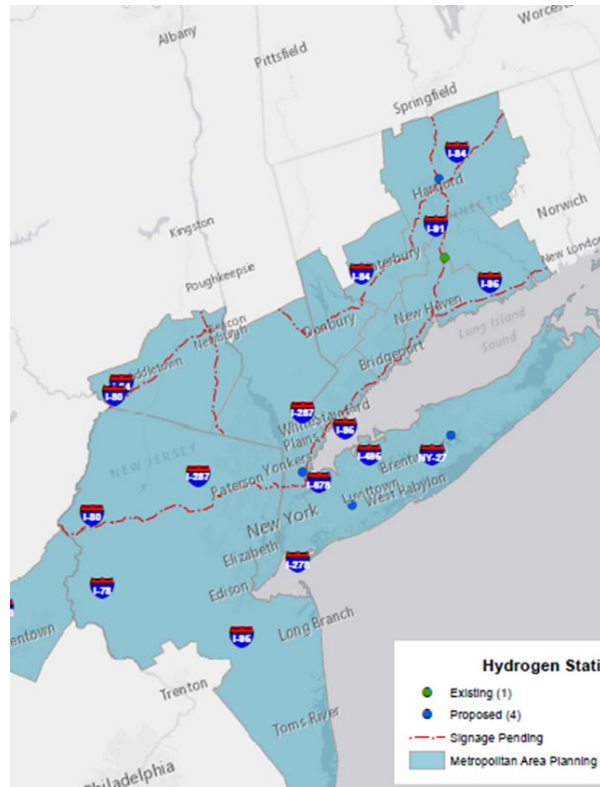 Albany
Worcest
Pittsfield
Springfield
I-84
Hartford
CONNECTICUT
Norwich
Kingston
I-91
Waterbury
New London
I-84
I-95
Poughkeepsie
Beacon
Newburgh
Danbury
New Haven
Long Island
Sound
Bridgeport
Middletown
I-84
I-80
I-287
White
Plains
Stamford
I-95
NEW JERSEY
I-287
Yonkers
Paterson
I-678
I-495
Brentw
NY-27
Levittown
West Babylon
I-80
New York
Elizabeth
I-278
I-78
Edison
entown
I-95
Long Branch
Trenton
Toms River
Philadelphia
Hydrogen Stati
Existing (1)
Proposed (4)
Signage Pending
Metropolitan Area Planning